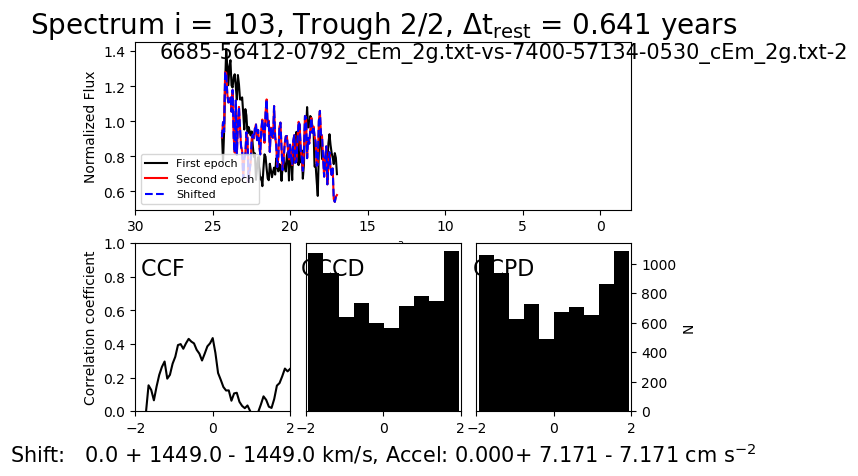 Spectrum i = 103, Trough 2/2, Δt_rest = 0.641 years
6685-56412-0792_cEm_2g.txt-vs-7400-57134-0530_cEm_2g.txt-2
Normalized Flux
1.4
1.2
1.0
0.8
0.6
First epoch
Second epoch
Shifted
30 25 20 15 10 5 0
Correlation coefficient
1.0
0.8
0.6
0.4
0.2
0.0
CCF
−2 0 2
CCCD
−2 0 2
CCPD
−2 0 2
1000
800
600
400
200
0
N
Shift: 0.0 + 1449.0 - 1449.0 km/s, Accel: 0.000+ 7.171 - 7.171 cm s⁻²